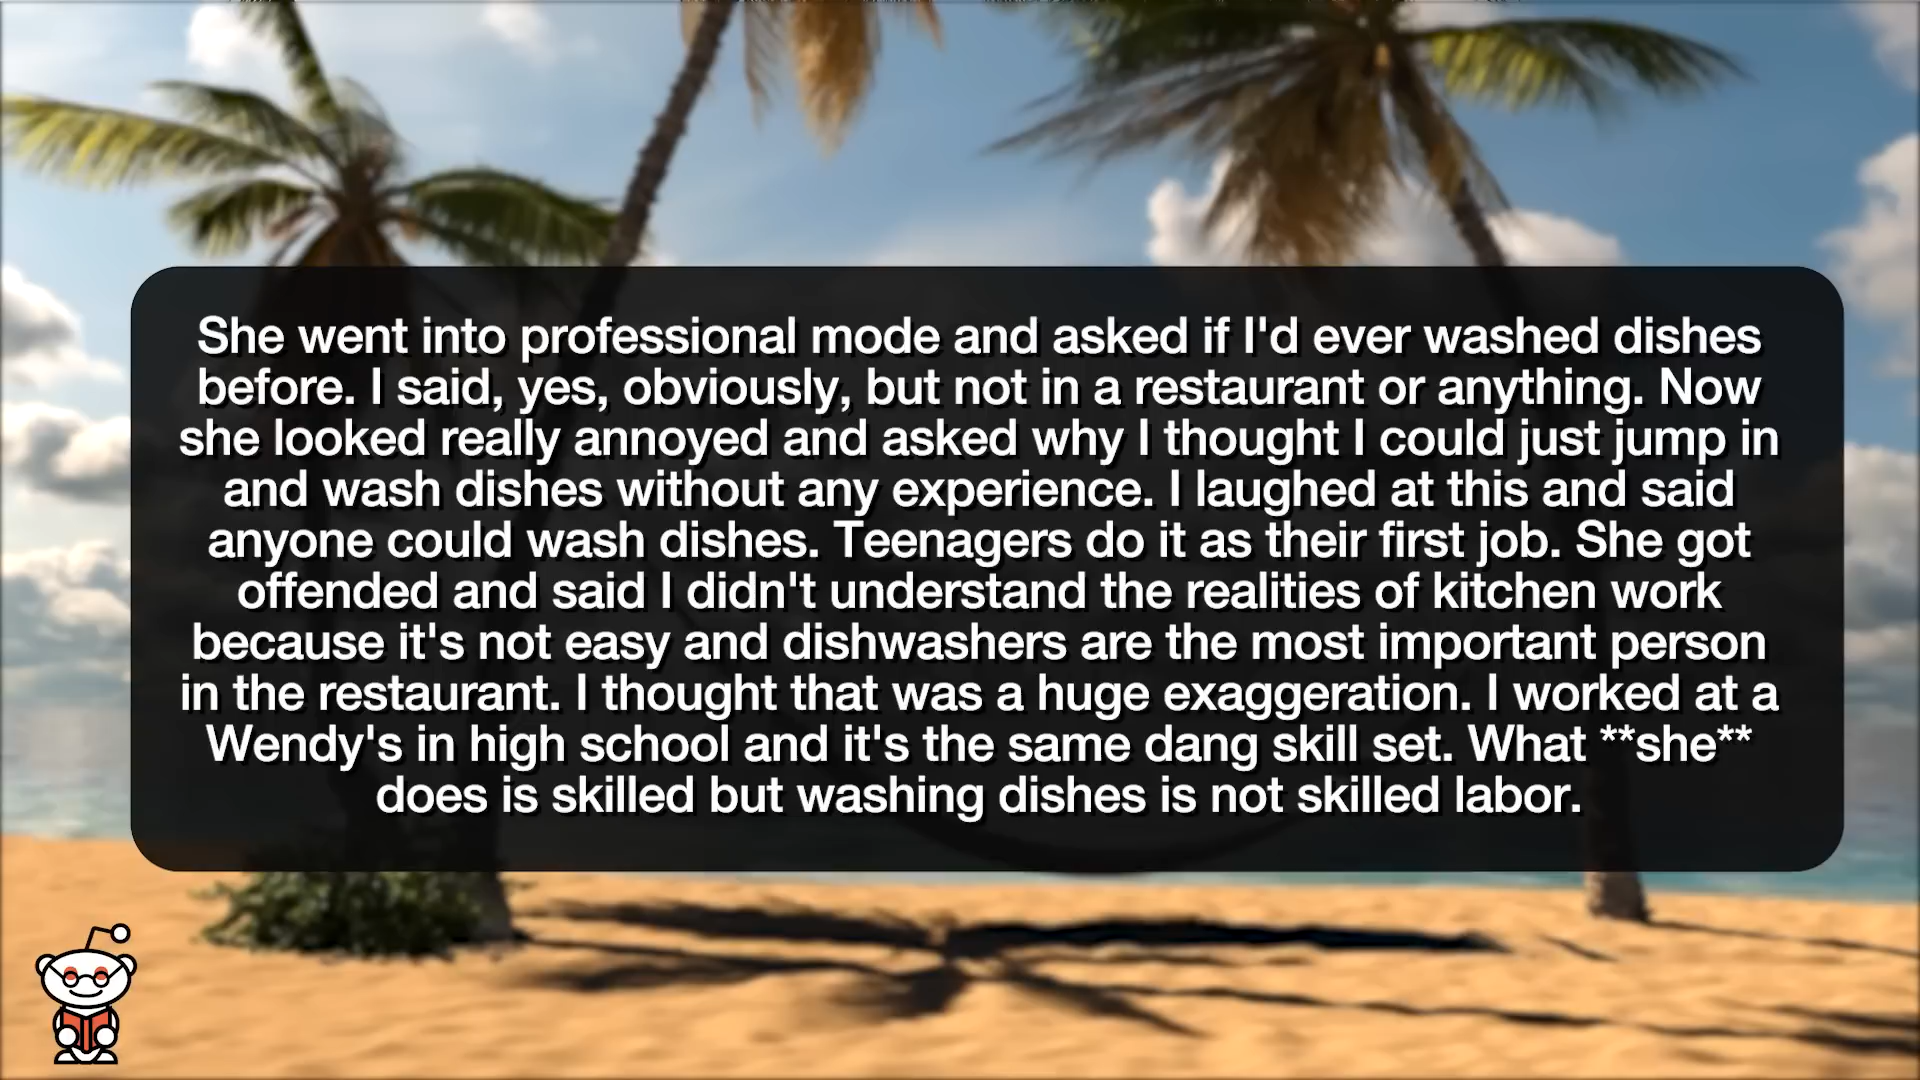 She went into professional mode and asked if I'd ever washed dishes
before. I said, yes, obviously, but not in a restaurant or anything. Now
she looked really annoyed and asked why I thought I could just jump in
and wash dishes without any experience. I laughed at this and said
anyone could wash dishes. Teenagers do it as their first job. She got
offended and said I didn't understand the realities of kitchen work
because it's not easy and dishwashers are the most important person
in the restaurant. I thought that was a huge exaggeration. I worked at a
Wendy's in high school and it's the same dang skill set. What **she**
does is skilled but washing dishes is not skilled labor.